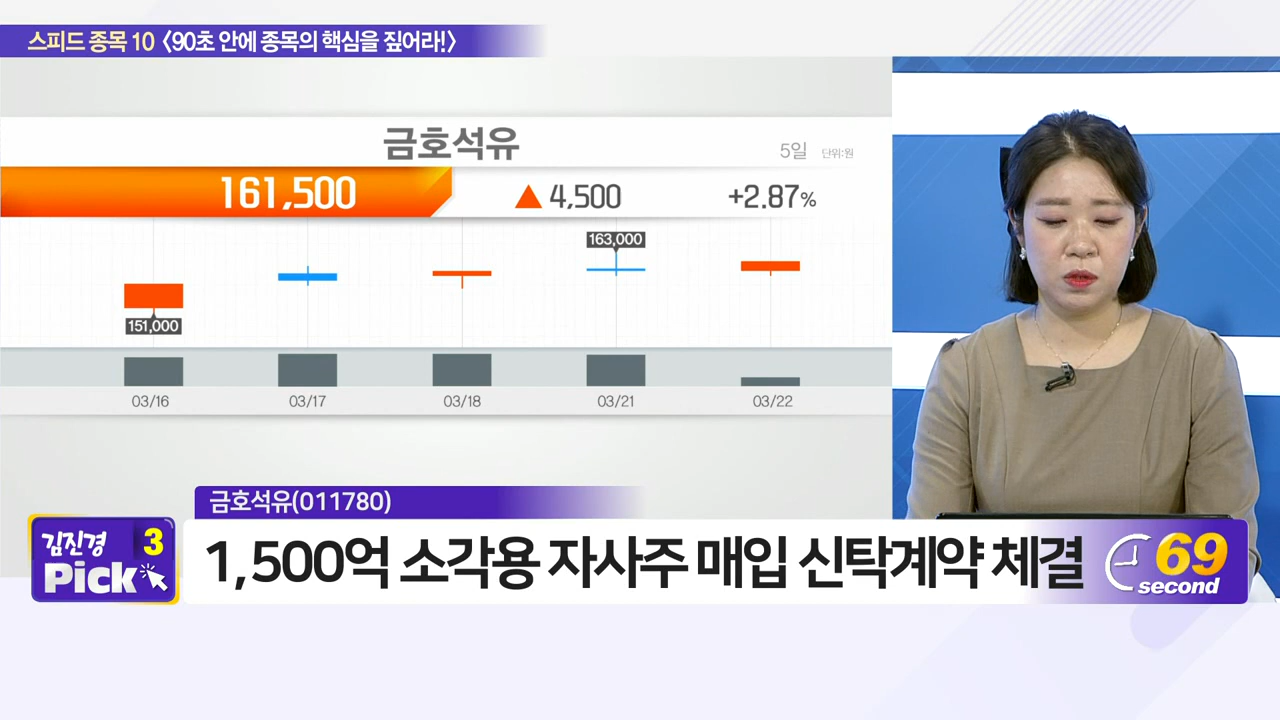 스피드 종목 10 <90초 안에 종목의 핵심을 짚어라!>
금호석유
5일 단위:원
161,500 ▲ 4,500 +2.87%
163,000
151,000
03/16 03/17 03/18 03/21 03/22
금호석유(011780)
김진경 3
Pick
1,500억 소각용 자사주 매입 신탁계약 체결
69
second